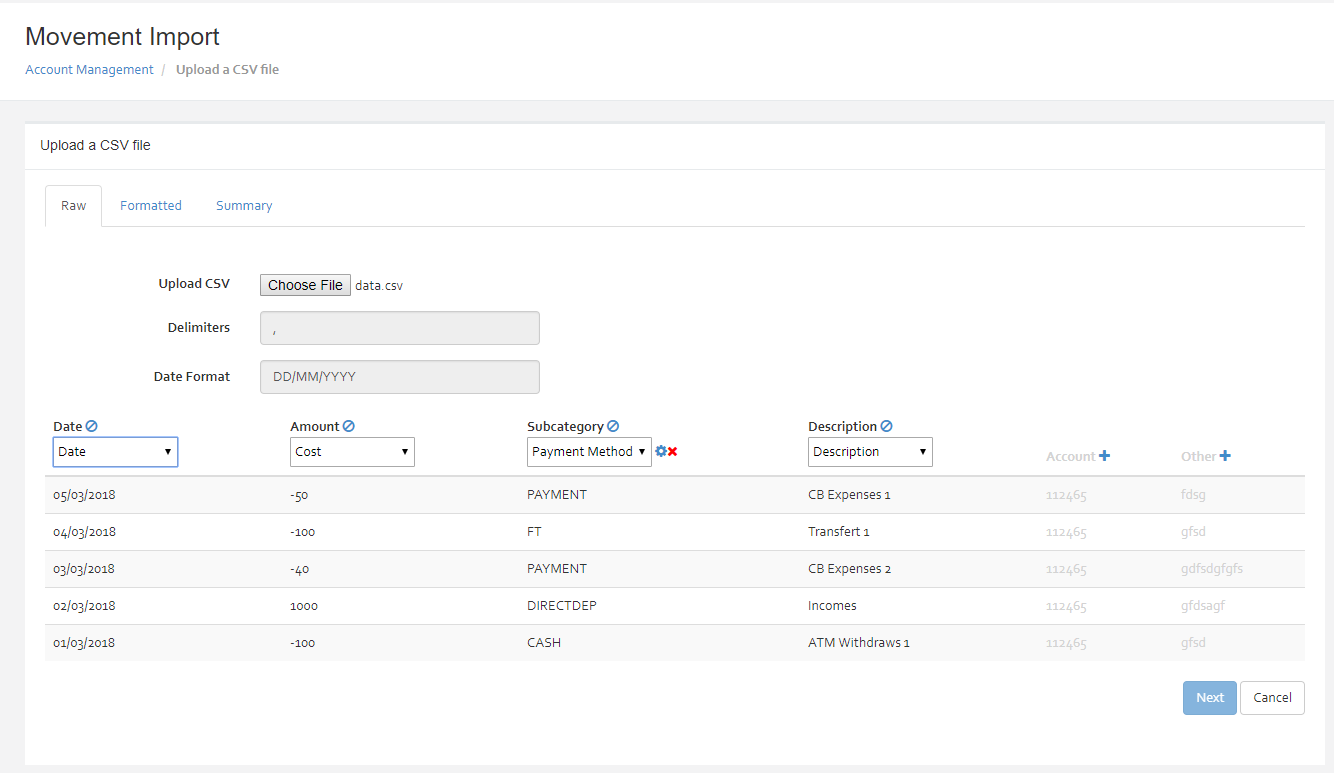 Movement Import
Account Management / Upload a CSV file
Upload a CSV file
Raw Formatted Summary
Upload CSV Choose File data.csv
Delimiters ,
Date Format DD/MM/YYYY
Date Amount Subcategory Description
Date Cost Payment Method Description Account Other
05/03/2018 -50 PAYMENT CB Expenses 1 112465 fdsg
04/03/2018 -100 FT Transfert 1 112465 gfsd
03/03/2018 -40 PAYMENT CB Expenses 2 112465 gdfsdgfgfs
02/03/2018 1000 DIRECTDEP Incomes 112465 gfdsagf
01/03/2018 -100 CASH ATM Withdraws 1 112465 gfsd
Next Cancel